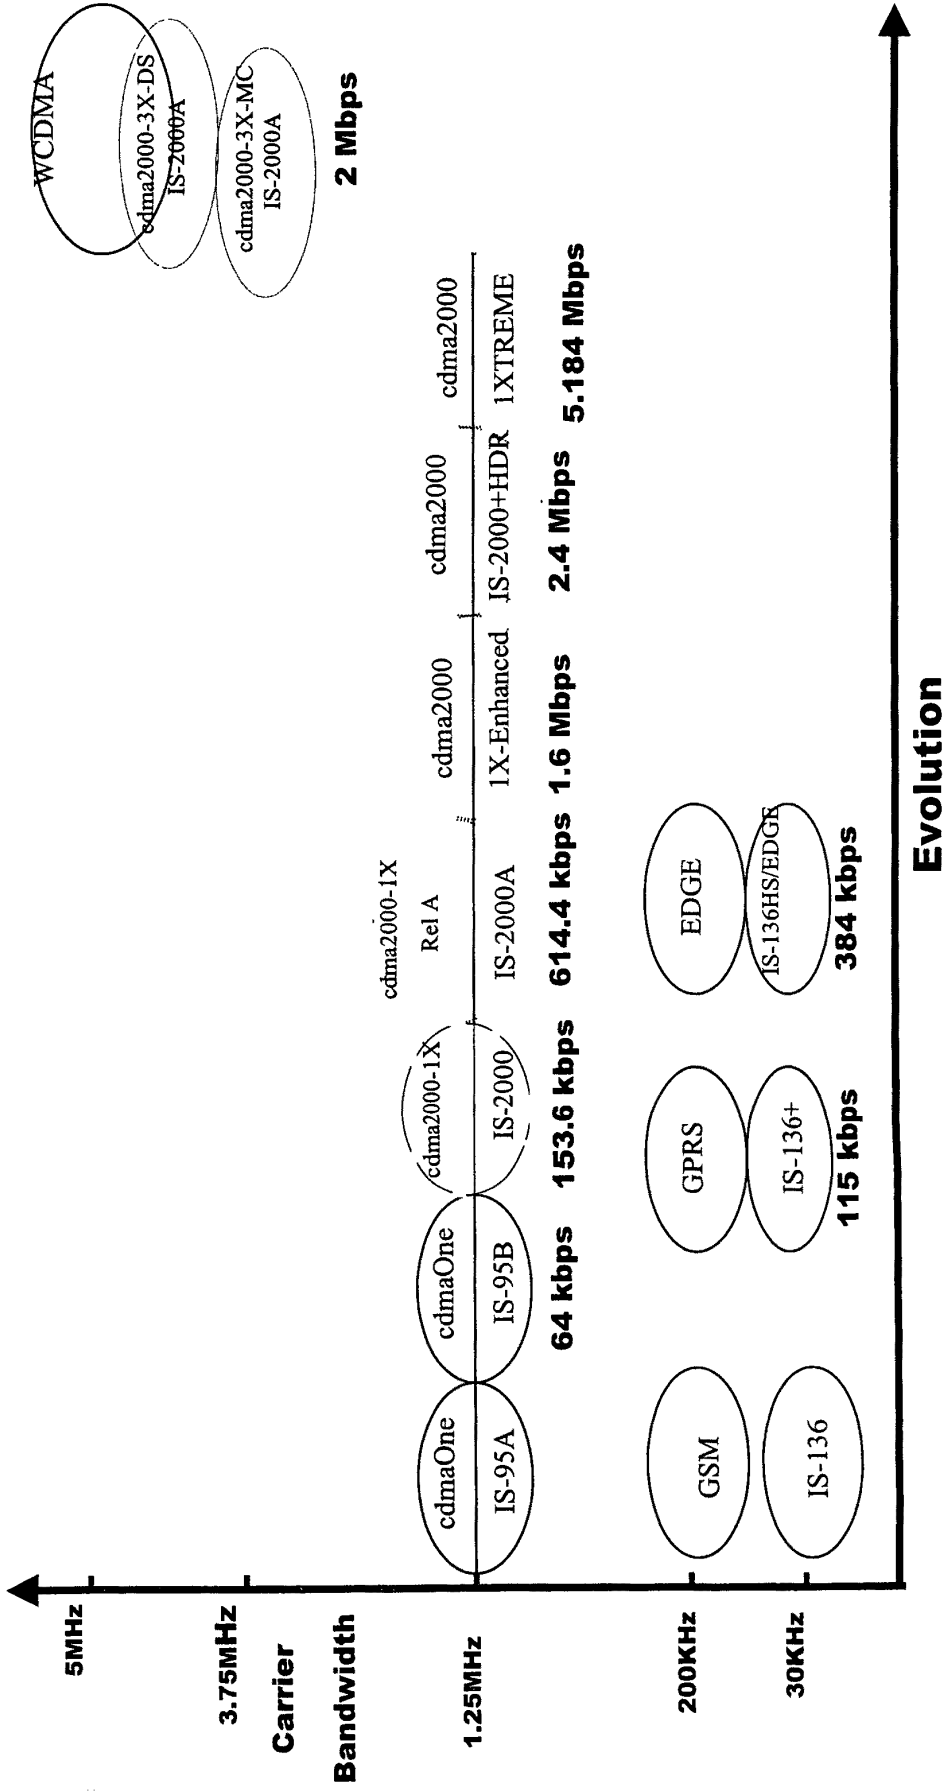 5MHz
3.75MHz
Carrier
Bandwidth
1.25MHz
200KHz
30KHz
WCDMA
cdma2000-3X-DS
IS-2000A
cdma2000-3X-MC
IS-2000A
2 Mbps
cdmaOne
IS-95A
cdmaOne
IS-95B
64 kbps
cdma2000-1X
IS-2000
153.6 kbps
cdma2000-1X
Rel A
IS-2000A
614.4 kbps
cdma2000
1X-Enhanced
1.6 Mbps
cdma2000
IS-2000+HDR
2.4 Mbps
cdma2000
1XTREME
5.184 Mbps
GSM
IS-136
GPRS
IS-136+
115 kbps
EDGE
IS-136HS/EDGE
384 kbps
Evolution